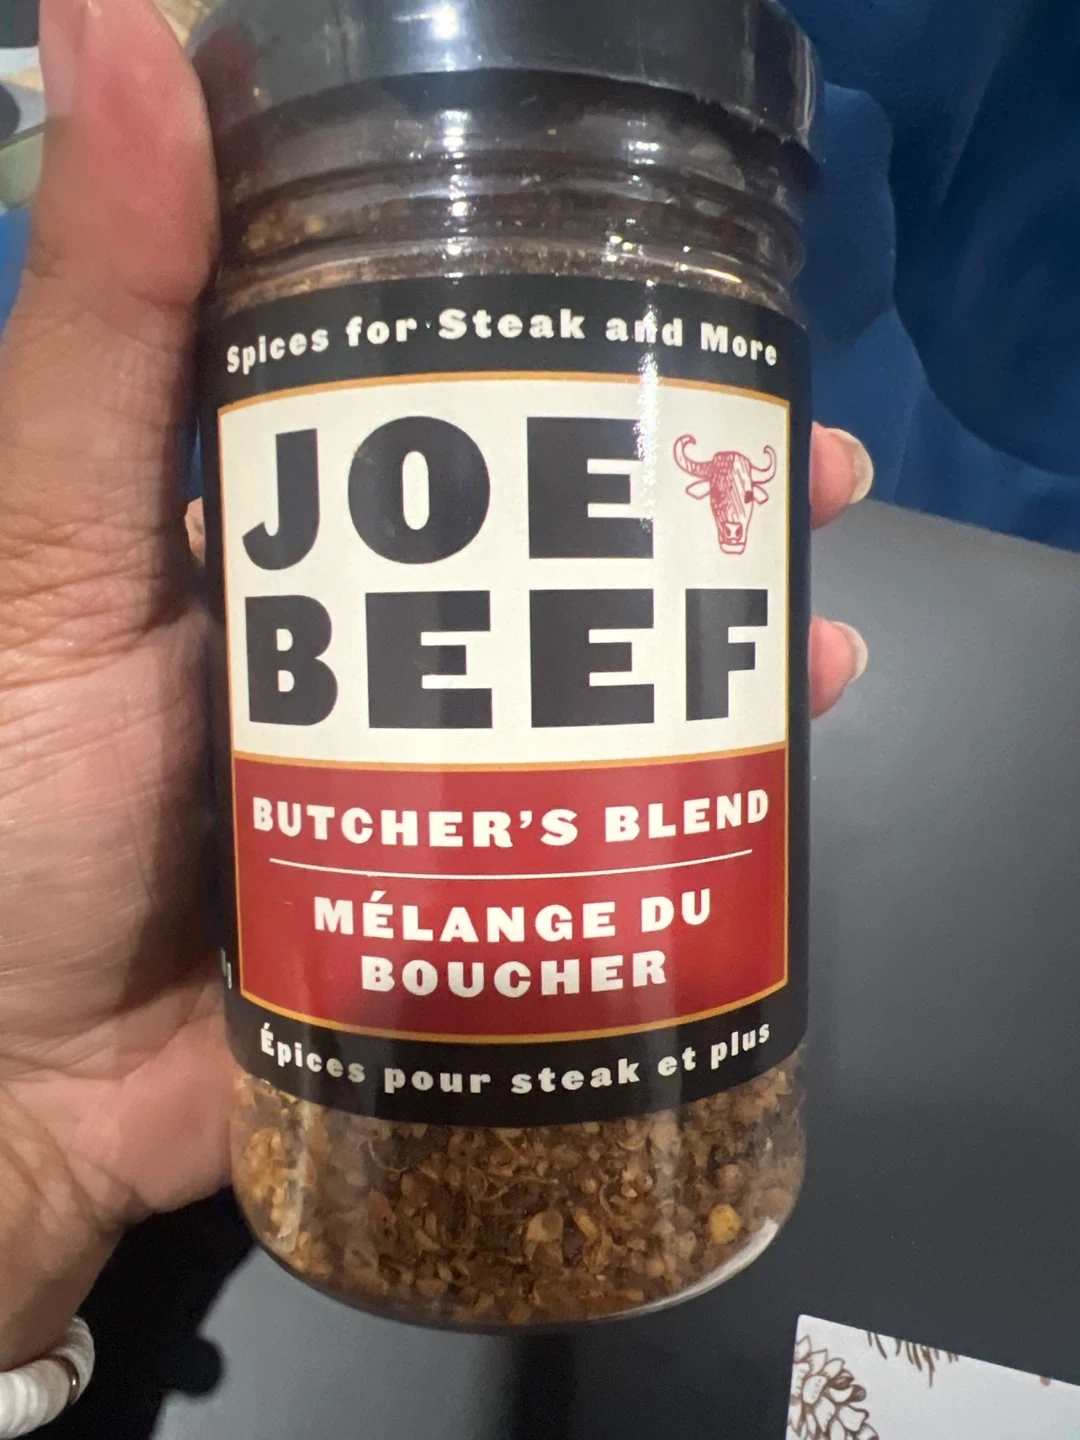 Spices for Steak and More
JOE
BEEF
BUTCHER'S BLEND
MÉLANGE DU
BOUCHER
Épices pour steak et plus